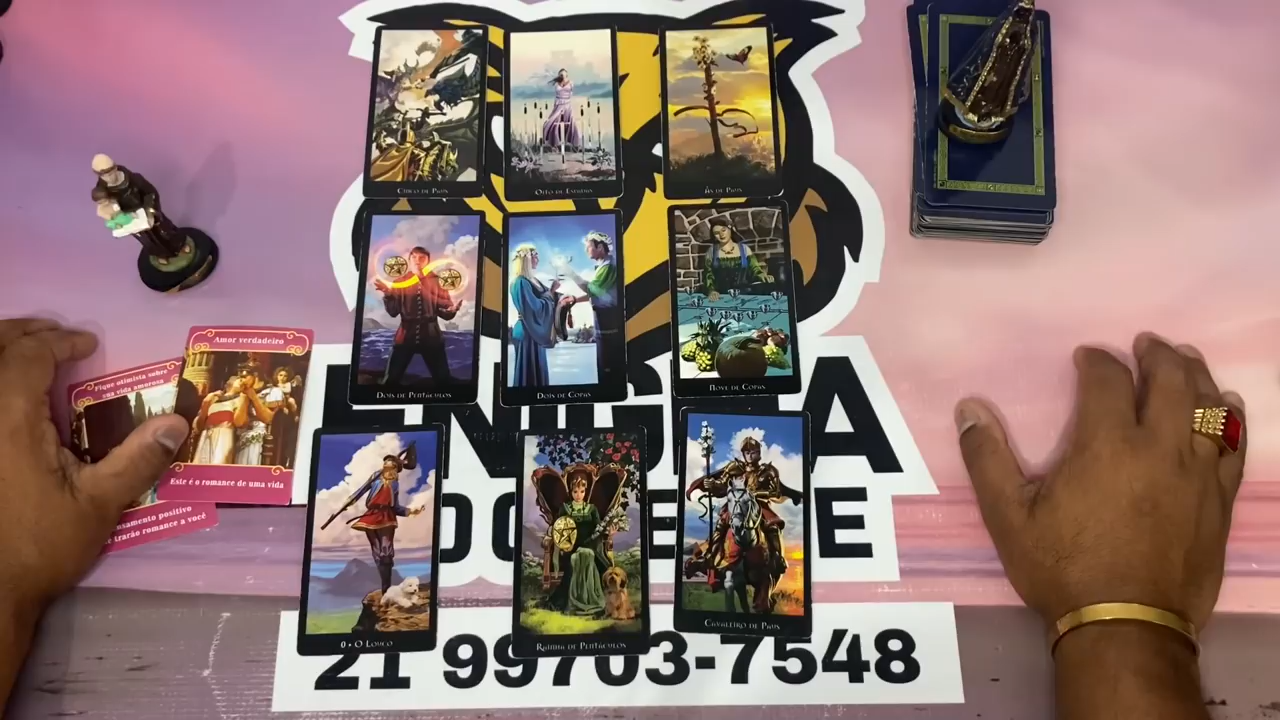 Cinco de Paus
Oito de Espadas
Ás de Paus
Dois de Pentáculos
Dois de Copas
Nove de Copas
Amor verdadeiro
Este é o romance de uma vida
Fique otimista sobre
sua vida amorosa
nsamento positivo
e trarão romance a você
0 • O Louco
Rainha de Pentáculos
Cavaleiro de Paus
21 99703-7548